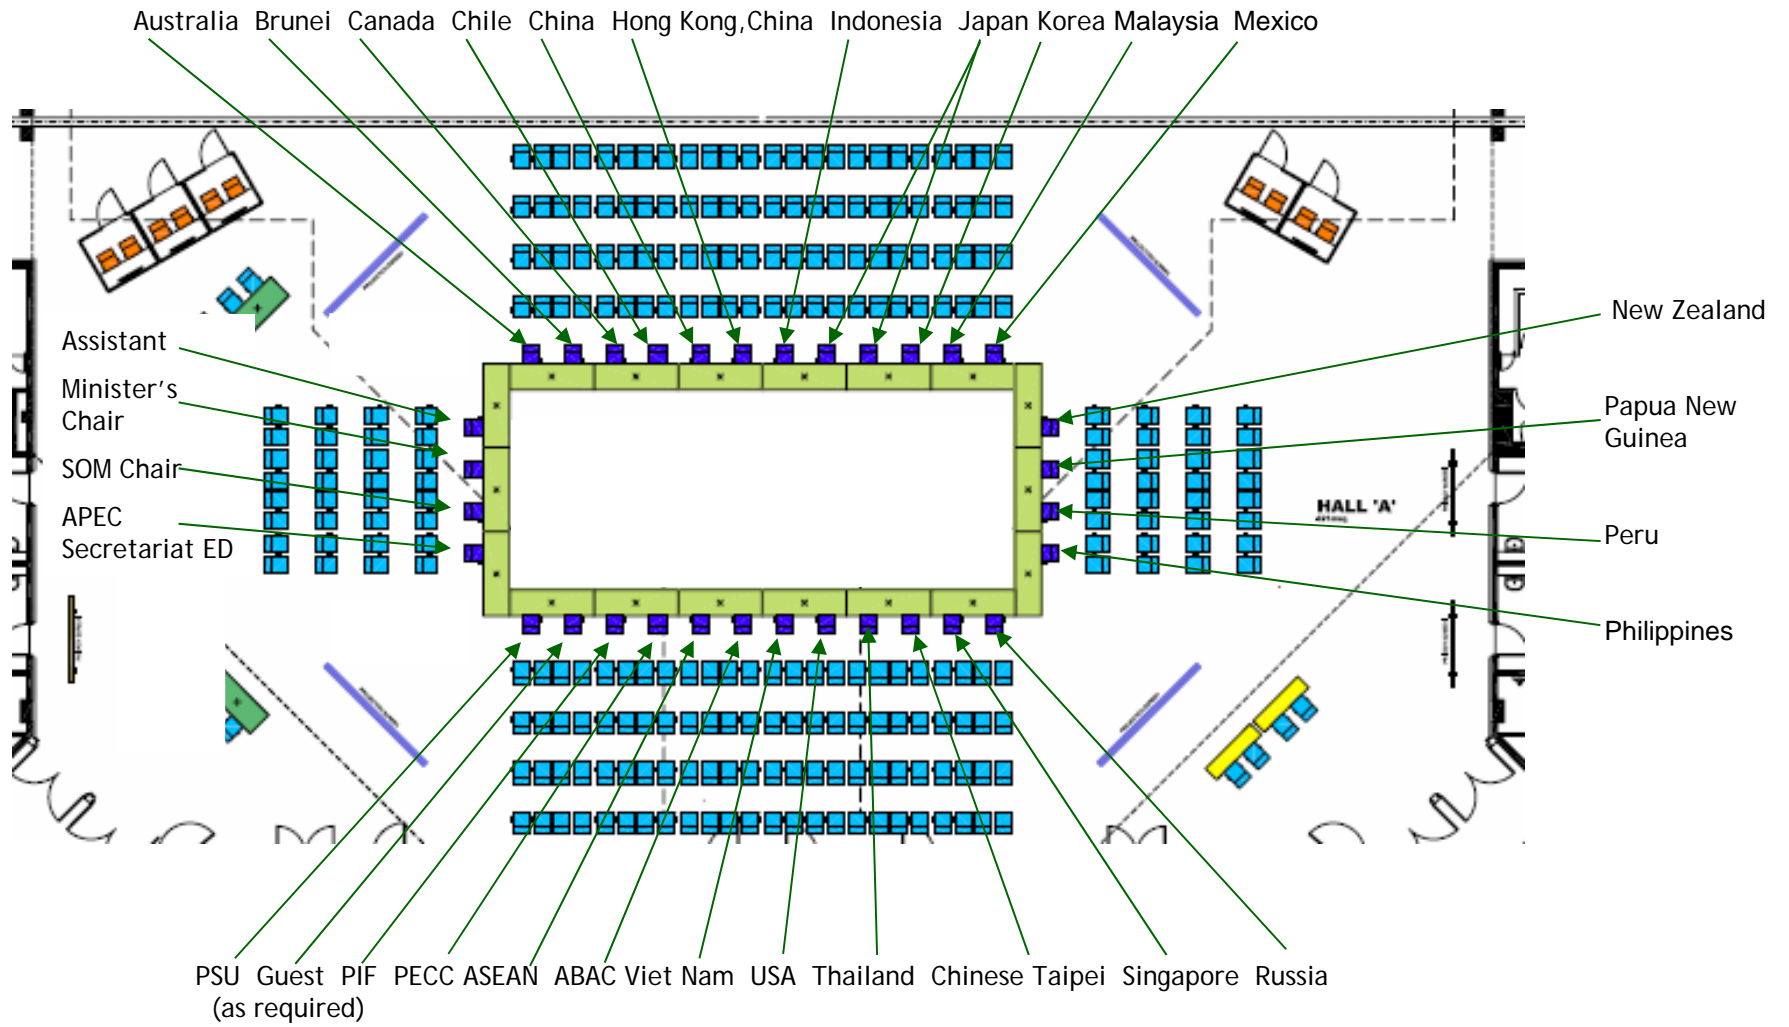 Australia Brunei Canada Chile China Hong Kong,China Indonesia Japan Korea Malaysia Mexico
New Zealand
Assistant
Minister's
Chair
Papua New
Guinea
SOM Chair
HALL 'A'
APEC
Secretariat ED
Peru
Philippines
PSU Guest PIF PECC ASEAN ABAC Viet Nam USA Thailand Chinese Taipei Singapore Russia
(as required)